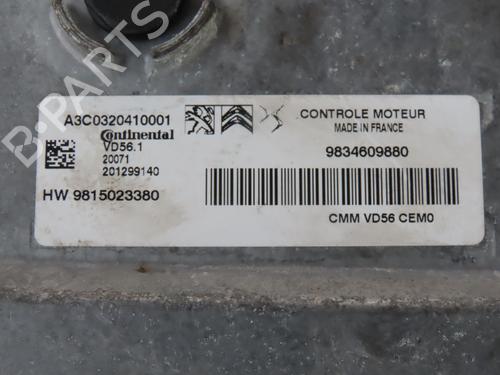 B-PARTS
A3C0320410001
Continental
VD56.1
20071
201299140
HW 9815023380
CONTROLE MOTEUR
MADE IN FRANCE
9834609880
CMM VD56 CEM0